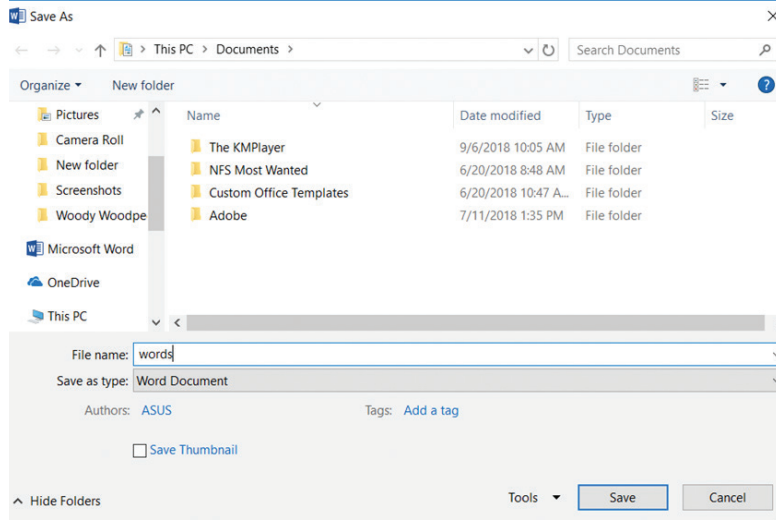 Save As
This PC > Documents >
Search Documents
Organize
New folder
Name
Date modified
Type
Size
Pictures
Camera Roll
New folder
Screenshots
Woody Woodpe
Microsoft Word
OneDrive
This PC
The KMPlayer 9/6/2018 10:05 AM File folder
NFS Most Wanted 6/20/2018 8:48 AM File folder
Custom Office Templates 6/20/2018 10:47 A... File folder
Adobe 7/11/2018 1:35 PM File folder
File name: words
Save as type: Word Document
Authors: ASUS Tags: Add a tag
Save Thumbnail
Hide Folders Tools Save Cancel